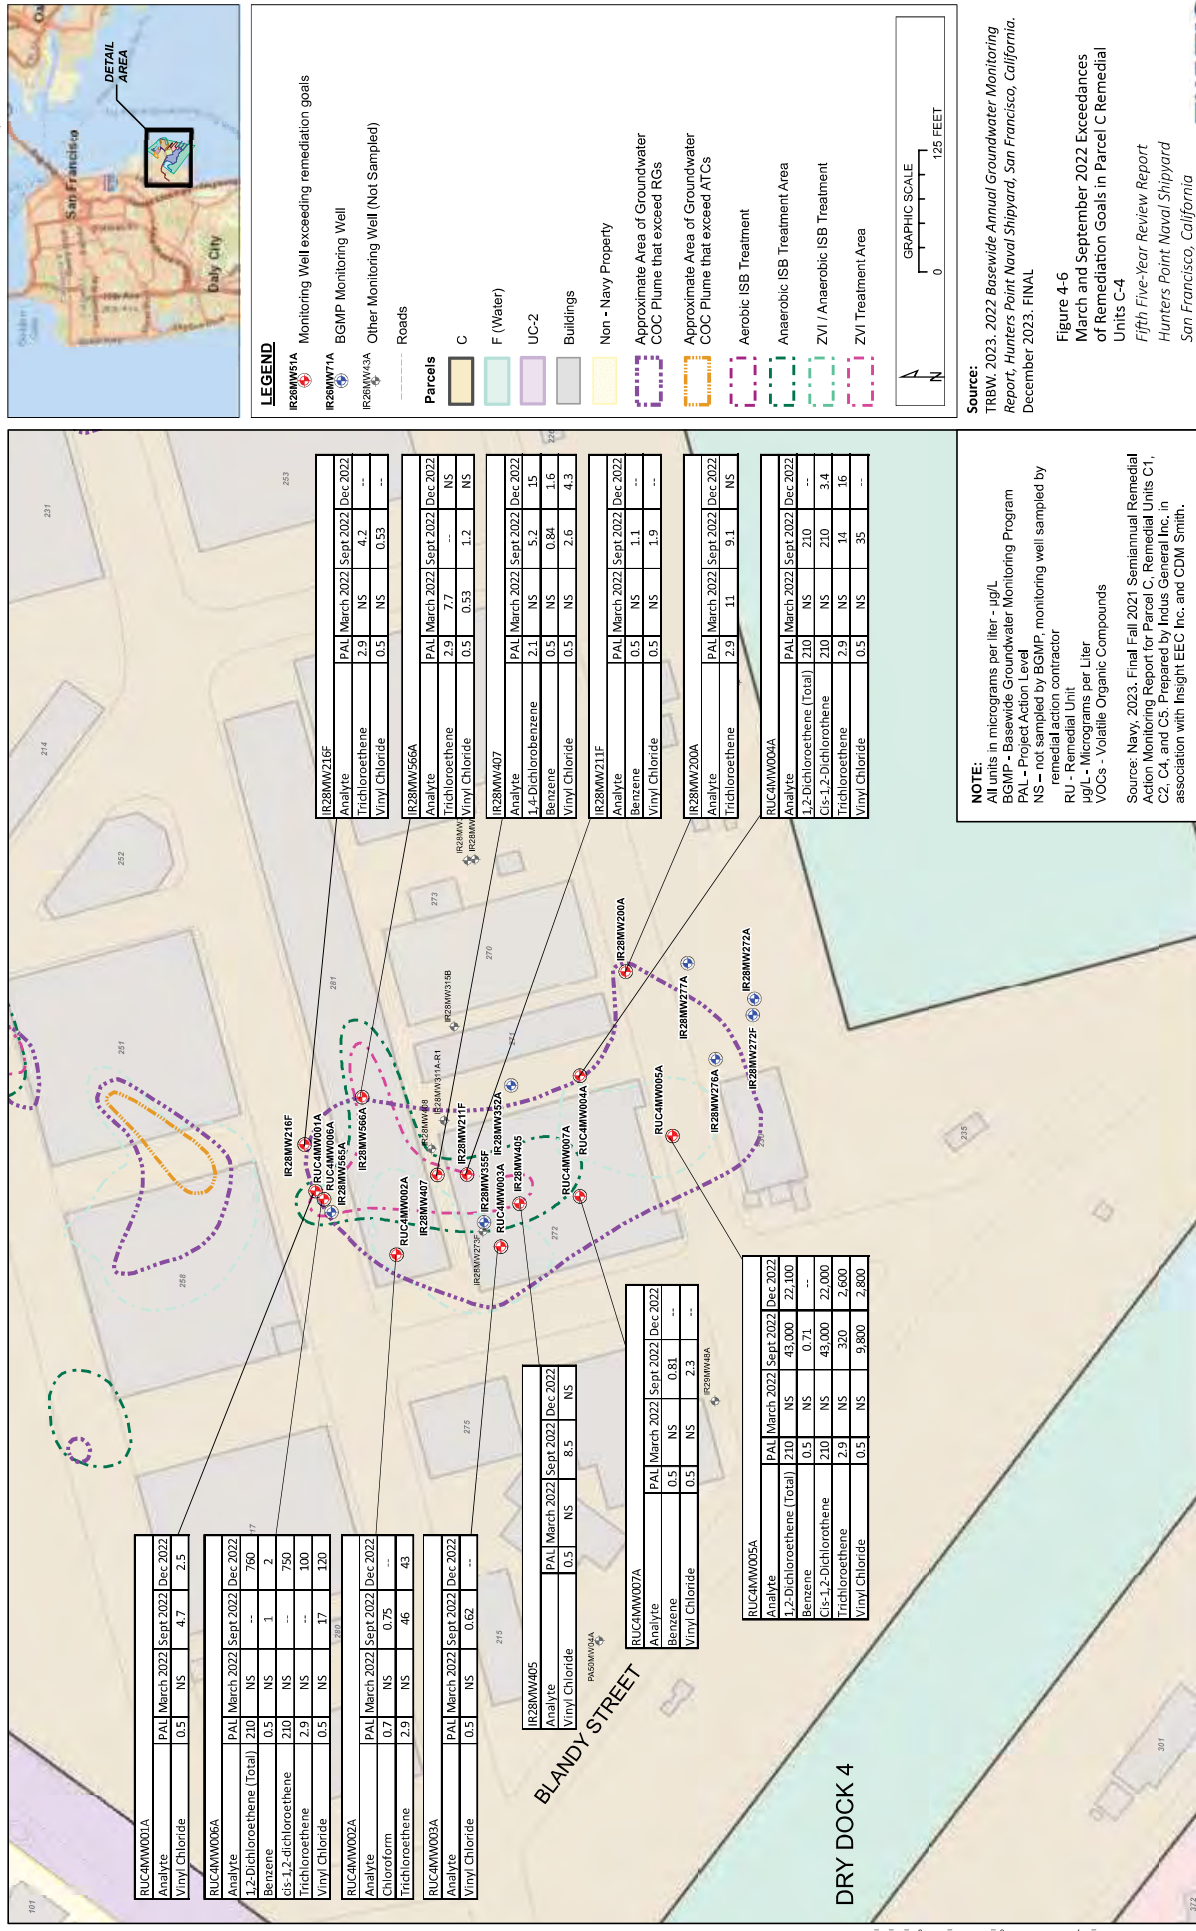 RUC4MW001A
Analyte PAL March 2022 Sept 2022 Dec 2022
Vinyl Chloride 0.5 NS 4.7 2.5
RUC4MW006A
Analyte PAL March 2022 Sept 2022 Dec 2022
1,2-Dichloroethene (Total) 210 NS -- 760
Benzene 0.5 NS 1 2
cis-1,2-dichloroethene 210 NS -- 750
Trichloroethene 2.9 NS -- 100
Vinyl Chloride 0.5 NS 17 120
RUC4MW002A
Analyte PAL March 2022 Sept 2022 Dec 2022
Chloroform 0.7 NS 0.75 --
Trichloroethene 2.9 NS 46 43
RUC4MW003A
Analyte PAL March 2022 Sept 2022 Dec 2022
Vinyl Chloride 0.5 NS 0.62 --
IR28MW405
Analyte PAL March 2022 Sept 2022 Dec 2022
Vinyl Chloride 0.5 NS 8.5 NS
RUC4MW007A
Analyte PAL March 2022 Sept 2022 Dec 2022
Benzene 0.5 NS 0.81 --
Vinyl Chloride 0.5 NS 2.3 --
RUC4MW005A
Analyte PAL March 2022 Sept 2022 Dec 2022
1,2-Dichloroethene (Total) 210 NS 43,000 22,100
Benzene 0.5 NS 0.71 --
Cis-1,2-Dichlorothene 210 NS 43,000 22,000
Trichloroethene 2.9 NS 320 2,600
Vinyl Chloride 0.5 NS 9,800 2,800
IR28MW216F
Analyte PAL March 2022 Sept 2022 Dec 2022
Trichloroethene 2.9 NS 4.2 --
Vinyl Chloride 0.5 NS 0.53 --
IR28MW566A
Analyte PAL March 2022 Sept 2022 Dec 2022
Trichloroethene 2.9 7.7 -- NS
Vinyl Chloride 0.5 0.53 1.2 NS
IR28MW407
Analyte PAL March 2022 Sept 2022 Dec 2022
1,4-Dichlorobenzene 2.1 NS 5.2 15
Benzene 0.5 NS 0.84 1.6
Vinyl Chloride 0.5 NS 2.6 4.3
IR28MW211F
Analyte PAL March 2022 Sept 2022 Dec 2022
Benzene 0.5 NS 1.1 --
Vinyl Chloride 0.5 NS 1.9 --
IR28MW200A
Analyte PAL March 2022 Sept 2022 Dec 2022
Trichloroethene 2.9 11 9.1 NS
RUC4MW004A
Analyte PAL March 2022 Sept 2022 Dec 2022
1,2-Dichloroethene (Total) 210 NS 210 --
Cis-1,2-Dichlorothene 210 NS 210 3.4
Trichloroethene 2.9 NS 14 16
Vinyl Chloride 0.5 NS 35 --
101
280
215
275
258
251
252
214
231
253
281
273
270
271
272
230
235
301
372
BLANDY STREET
DRY DOCK 4
PA50MW04A
IR29MW48A
IR28MW216F
RUC4MW001A
RUC4MW006A
IR28MW565A
IR28MW566A
RUC4MW002A
IR28MW407
IR28MW408
IR28MW311A-R1
IR28MW315B
IR28MW211F
IR28MW352A
IR28MW355F
IR28MW273F
RUC4MW003A
IR28MW405
RUC4MW007A
RUC4MW004A
IR28MW200A
RUC4MW005A
IR28MW277A
IR28MW276A
IR28MW272F
IR28MW272A
NOTE:
All units in micrograms per liter - µg/L
BGMP - Basewide Groundwater Monitoring Program
PAL - Project Action Level
NS – not sampled by BGMP, monitoring well sampled by
remedial action contractor
RU - Remedial Unit
µg/L - Micrograms per Liter
VOCs - Volatile Organic Compounds
Source: Navy, 2023. Final Fall 2021 Semiannual Remedial
Action Monitoring Report for Parcel C, Remedial Units C1,
C2, C4, and C5. Prepared by Indus General Inc. in
association with Insight EEC Inc. and CDM Smith.
San Francisco
Daly City
DETAIL
AREA
LEGEND
IR26MW51A Monitoring Well exceeding remediation goals
IR26MW71A BGMP Monitoring Well
IR26MW43A Other Monitoring Well (Not Sampled)
Roads
Parcels
C
F (Water)
UC-2
Buildings
Non - Navy Property
Approximate Area of Groundwater
COC Plume that exceed RGs
Approximate Area of Groundwater
COC Plume that exceed ATCs
Aerobic ISB Treatment
Anaerobic ISB Treatment Area
ZVI / Anaerobic ISB Treatment
ZVI Treatment Area
N
GRAPHIC SCALE
0 125 FEET
Source:
TRBW. 2023. 2022 Basewide Annual Groundwater Monitoring
Report, Hunters Point Naval Shipyard, San Francisco, California.
December 2023. FINAL
Figure 4-6
March and September 2022 Exceedances
of Remediation Goals in Parcel C Remedial
Units C-4
Fifth Five-Year Review Report
Hunters Point Naval Shipyard
San Francisco, California